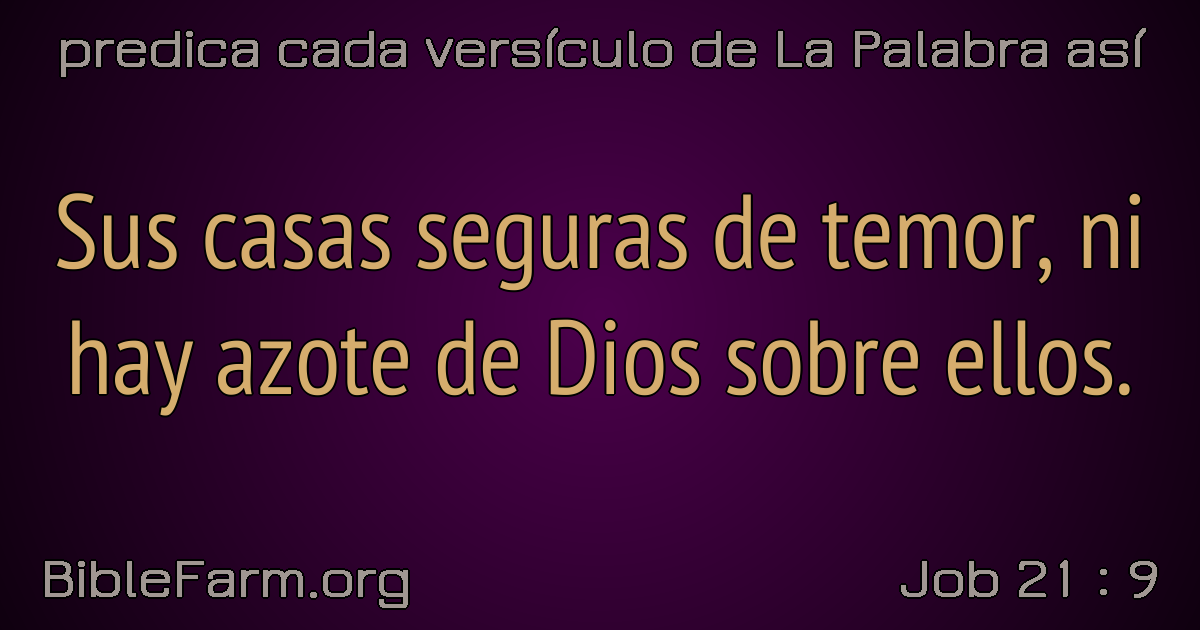 predica cada versículo de La Palabra así
Sus casas seguras de temor, ni
hay azote de Dios sobre ellos.
BibleFarm.org
Job 21 : 9